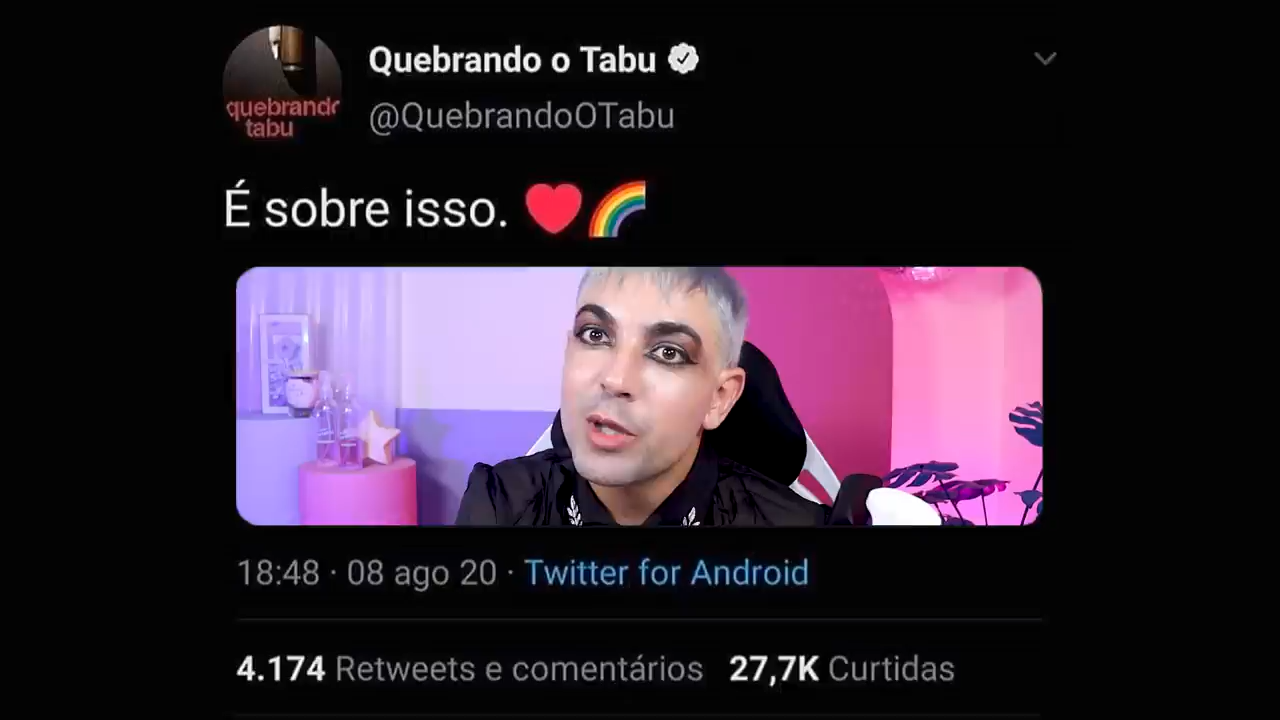 Quebrando o Tabu
@QuebrandoOTabu
quebrando
tabu
É sobre isso. ❤️🌈
18:48 · 08 ago 20 · Twitter for Android
4.174 Retweets e comentários 27,7K Curtidas